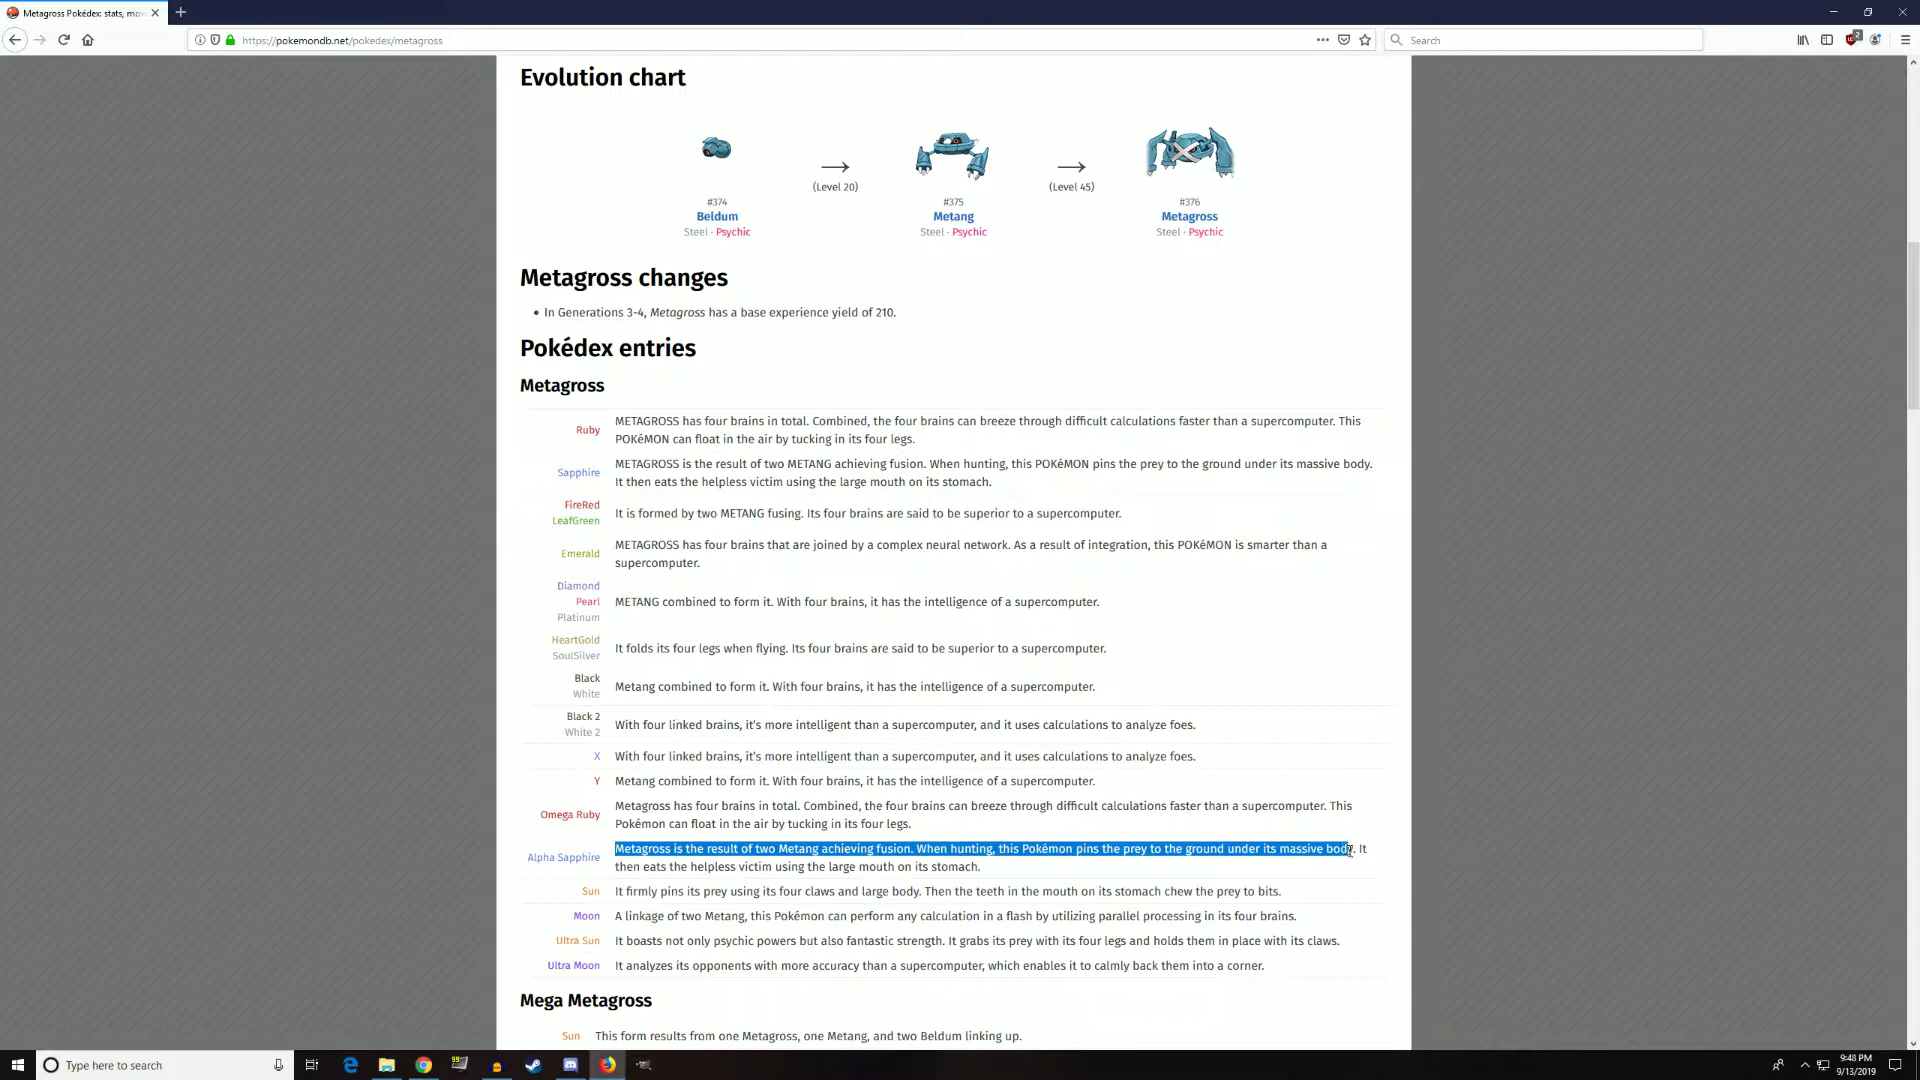 Metagross Pokédex: stats, mov
https://pokemondb.net/pokedex/metagross
Search
2
Evolution chart
(Level 20)
(Level 45)
#374
#375
#376
Beldum
Metang
Metagross
Steel · Psychic
Steel · Psychic
Steel · Psychic
Metagross changes
• In Generations 3-4, Metagross has a base experience yield of 210.
Pokédex entries
Metagross
Ruby
METAGROSS has four brains in total. Combined, the four brains can breeze through difficult calculations faster than a supercomputer. This
POKéMON can float in the air by tucking in its four legs.
Sapphire
METAGROSS is the result of two METANG achieving fusion. When hunting, this POKéMON pins the prey to the ground under its massive body.
It then eats the helpless victim using the large mouth on its stomach.
FireRed
LeafGreen
It is formed by two METANG fusing. Its four brains are said to be superior to a supercomputer.
Emerald
METAGROSS has four brains that are joined by a complex neural network. As a result of integration, this POKéMON is smarter than a
supercomputer.
Diamond
Pearl
Platinum
METANG combined to form it. With four brains, it has the intelligence of a supercomputer.
HeartGold
SoulSilver
It folds its four legs when flying. Its four brains are said to be superior to a supercomputer.
Black
White
Metang combined to form it. With four brains, it has the intelligence of a supercomputer.
Black 2
White 2
With four linked brains, it's more intelligent than a supercomputer, and it uses calculations to analyze foes.
X
With four linked brains, it's more intelligent than a supercomputer, and it uses calculations to analyze foes.
Y
Metang combined to form it. With four brains, it has the intelligence of a supercomputer.
Omega Ruby
Metagross has four brains in total. Combined, the four brains can breeze through difficult calculations faster than a supercomputer. This
Pokémon can float in the air by tucking in its four legs.
Alpha Sapphire
Metagross is the result of two Metang achieving fusion. When hunting, this Pokémon pins the prey to the ground under its massive body. It
then eats the helpless victim using the large mouth on its stomach.
Sun
It firmly pins its prey using its four claws and large body. Then the teeth in the mouth on its stomach chew the prey to bits.
Moon
A linkage of two Metang, this Pokémon can perform any calculation in a flash by utilizing parallel processing in its four brains.
Ultra Sun
It boasts not only psychic powers but also fantastic strength. It grabs its prey with its four legs and holds them in place with its claws.
Ultra Moon
It analyzes its opponents with more accuracy than a supercomputer, which enables it to calmly back them into a corner.
Mega Metagross
Sun
This form results from one Metagross, one Metang, and two Beldum linking up.
Type here to search
9:48 PM
9/13/2019